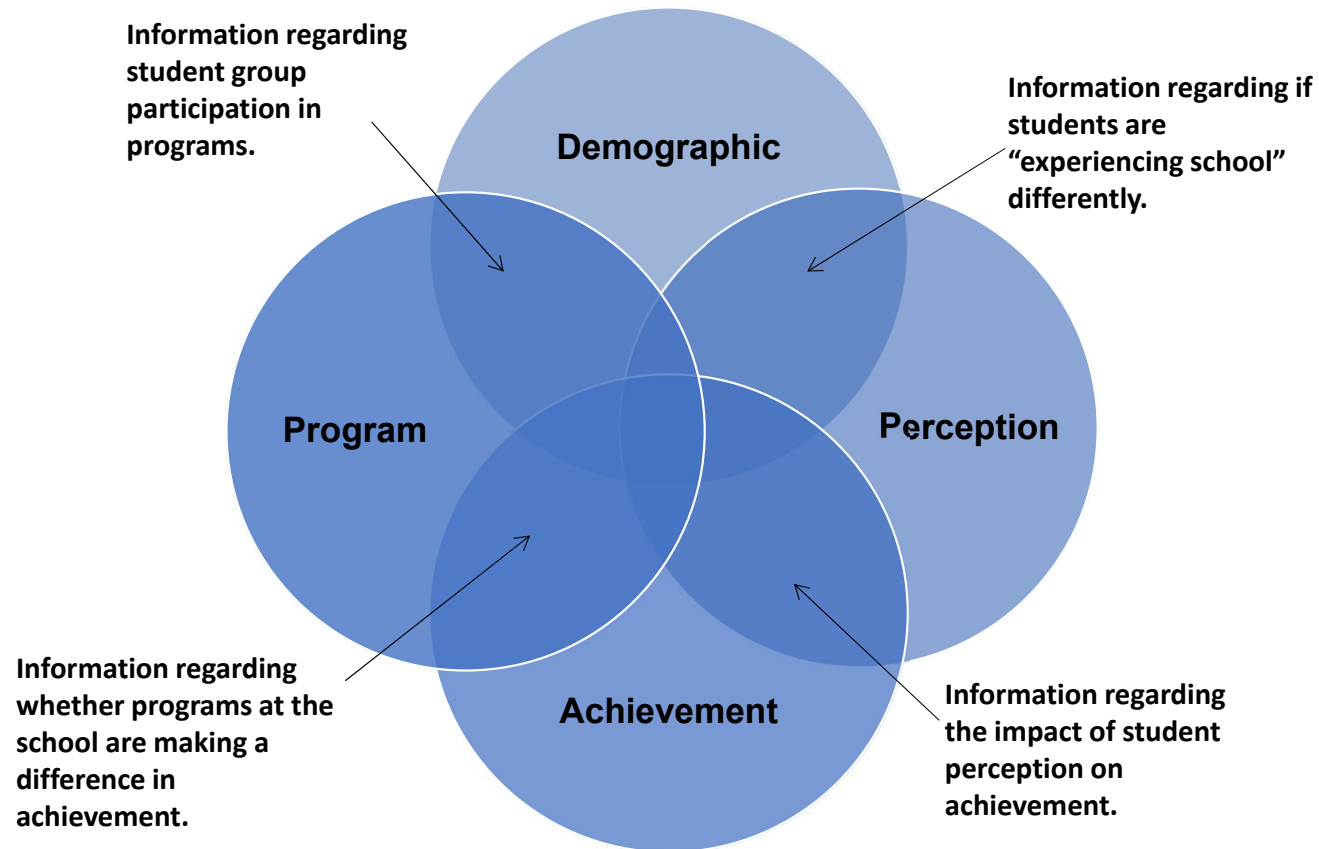 Information regarding
student group
participation in
programs.
Demographic
Information regarding if
students are
“experiencing school”
differently.
Program
Perception
Information regarding
whether programs at the
school are making a
difference in
achievement.
Achievement
Information regarding
the impact of student
perception on
achievement.